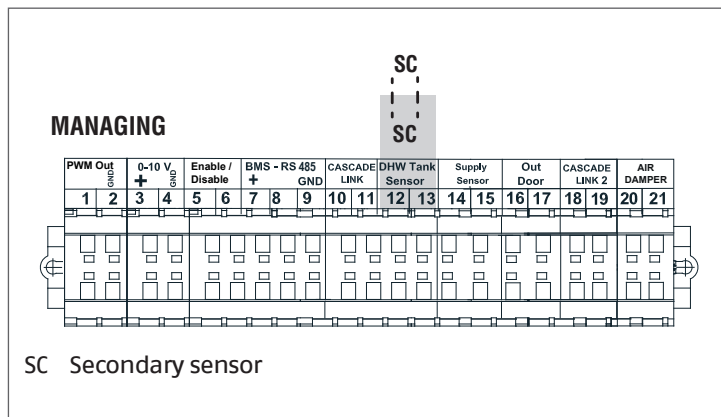 SC
SC
MANAGING
PWM Out GND 0-10 V + GND Enable / Disable BMS - RS 485 + GND CASCADE LINK DHW Tank Sensor Supply Sensor Out Door CASCADE LINK 2 AIR DAMPER
1 2 3 4 5 6 7 8 9 10 11 12 13 14 15 16 17 18 19 20 21
SC Secondary sensor